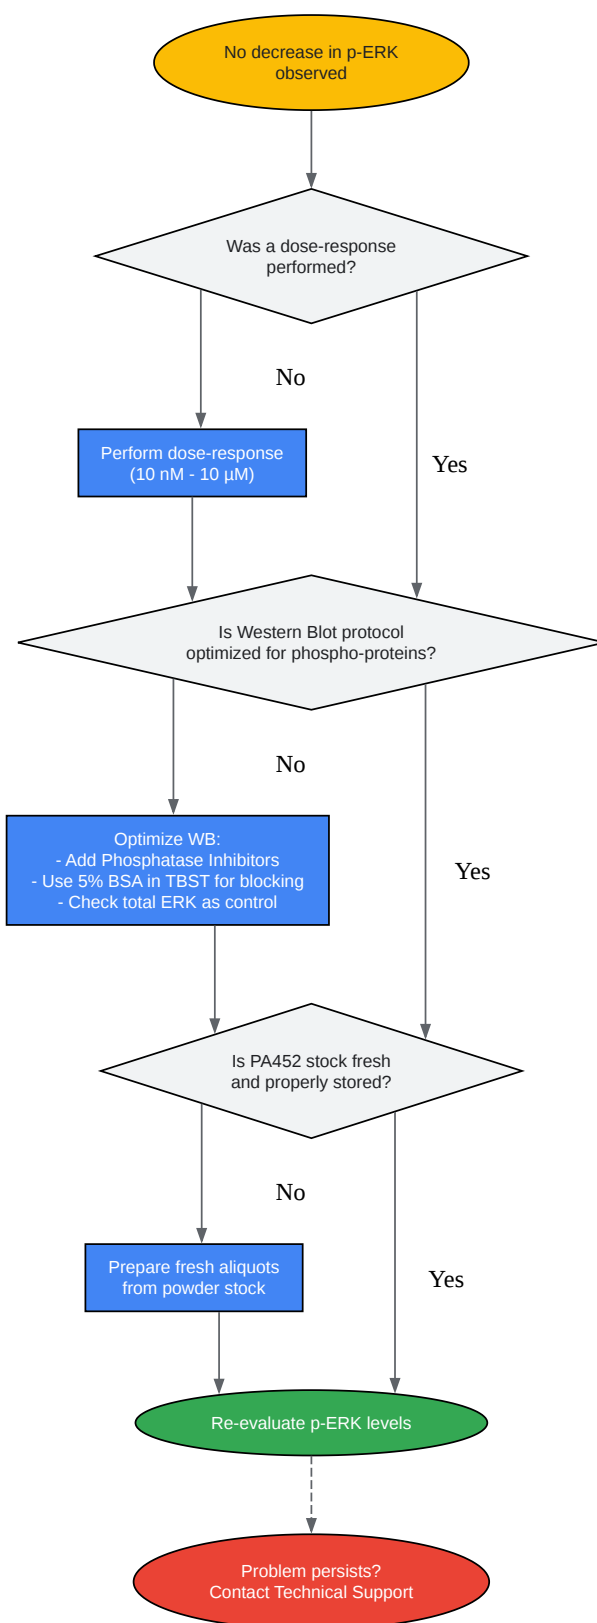 No decrease in p-ERK
observed
Was a dose-response
performed?
No
Perform dose-response
(10 nM - 10 µM)
Yes
Is Western Blot protocol
optimized for phospho-proteins?
No
Optimize WB:
- Add Phosphatase Inhibitors
- Use 5% BSA in TBST for blocking
- Check total ERK as control
Yes
Is PA452 stock fresh
and properly stored?
No
Prepare fresh aliquots
from powder stock
Yes
Re-evaluate p-ERK levels
Problem persists?
Contact Technical Support